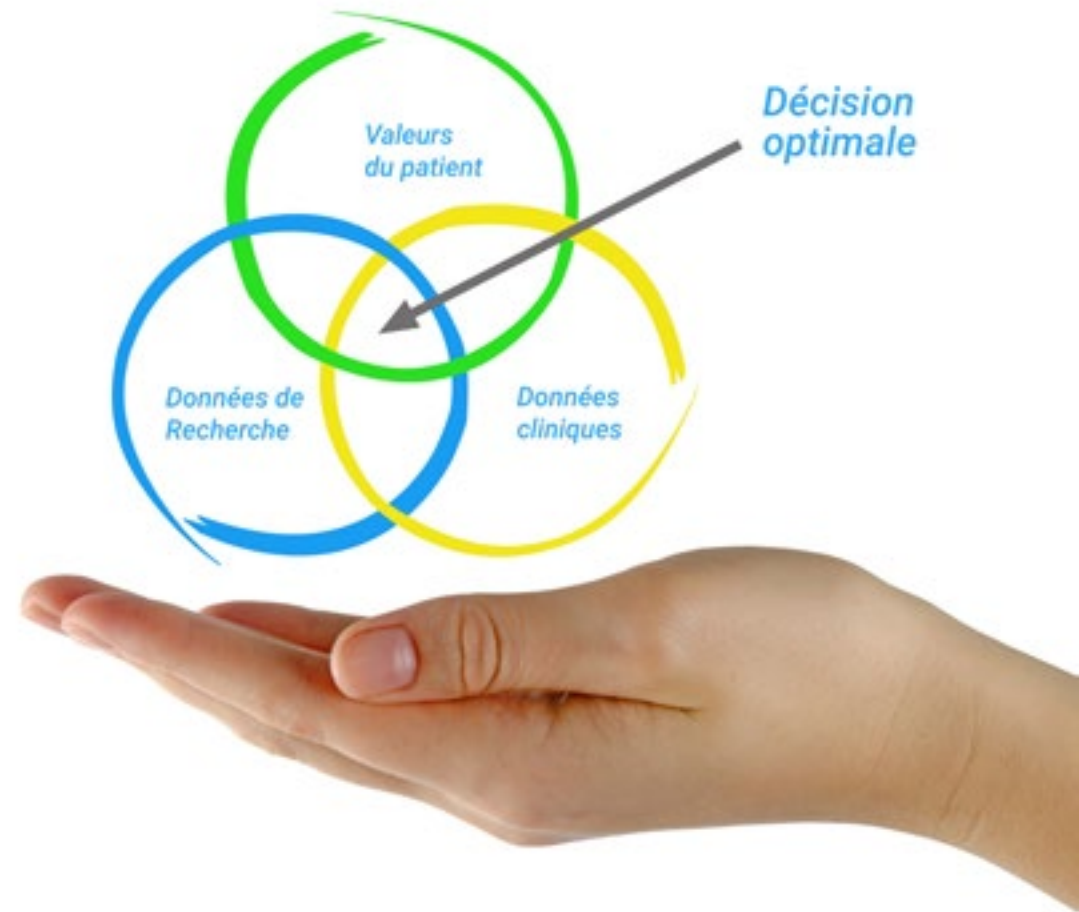 Valeurs
du patient
Décision
optimale
Données de
Recherche
Données
cliniques